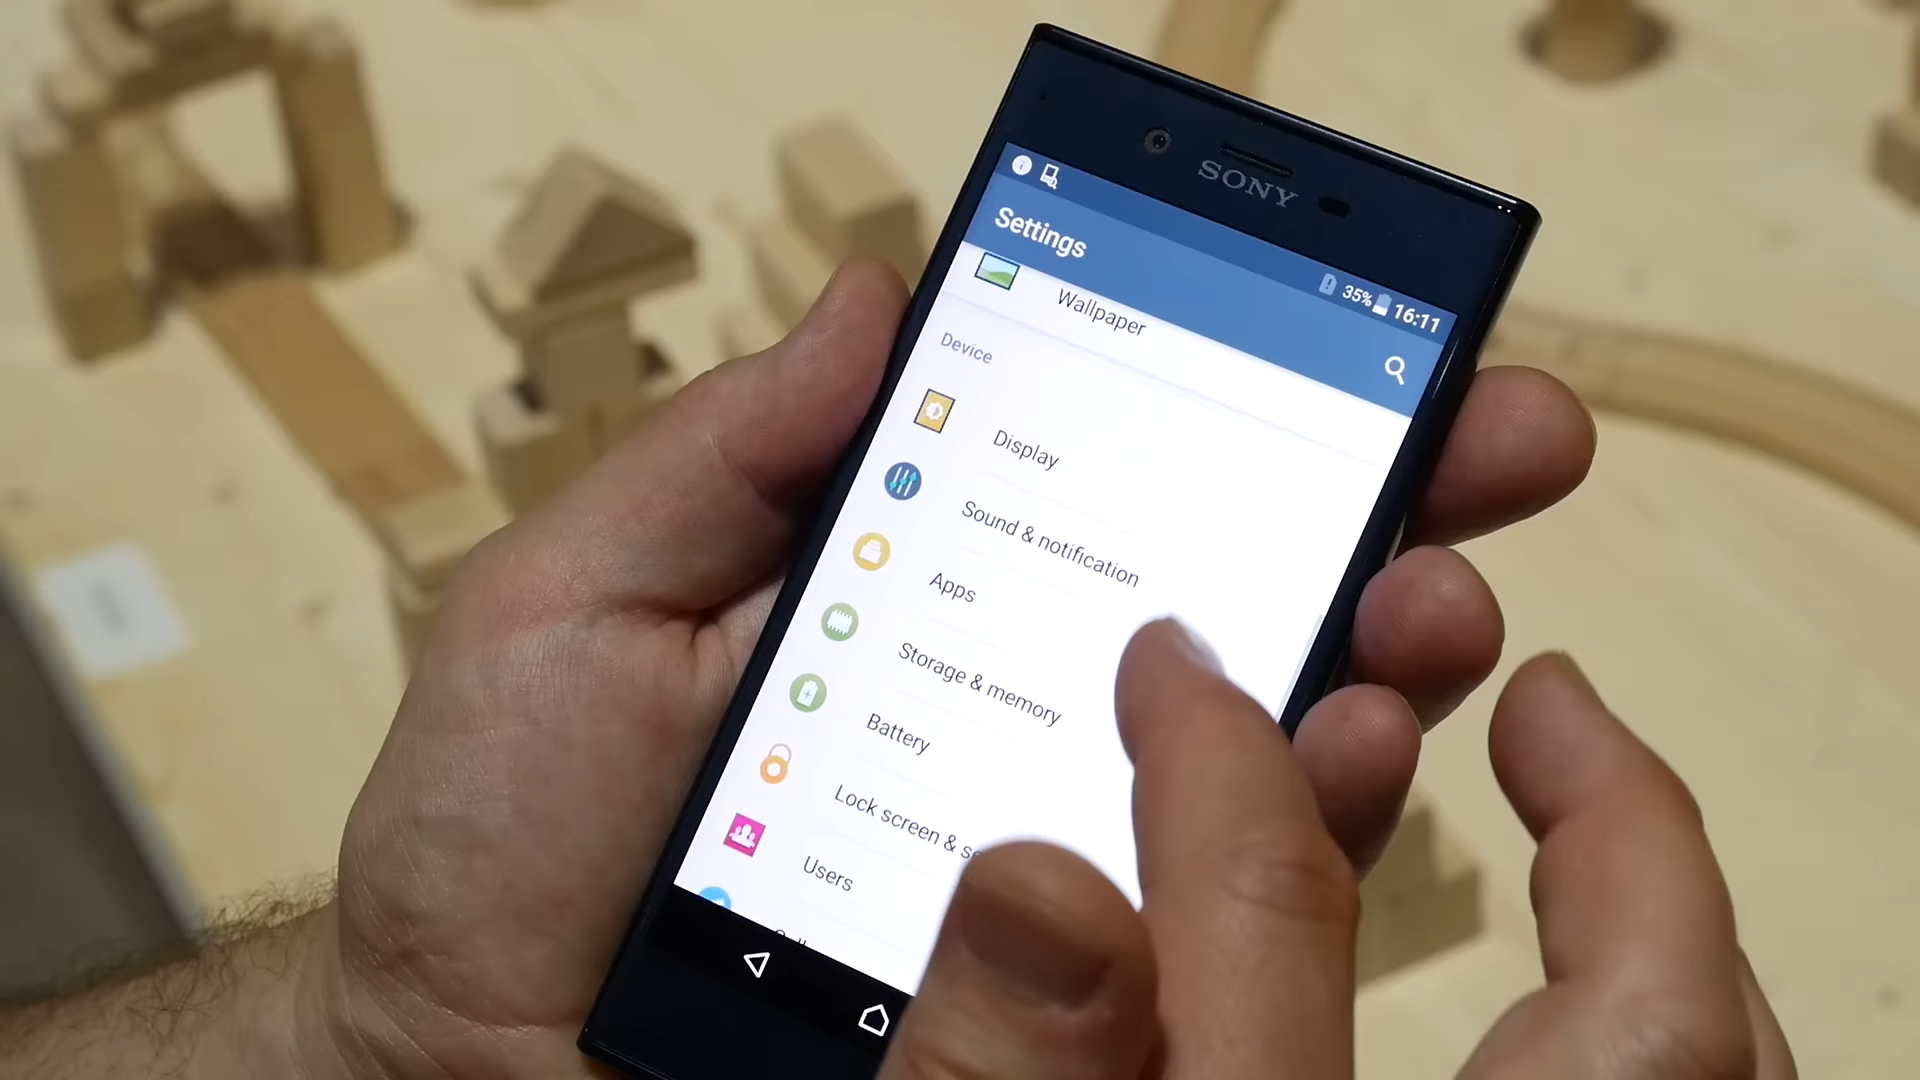 SONY
35% 16:11
Settings
Wallpaper
Device
Display
Sound & notification
Apps
Storage & memory
Battery
Lock screen &
Users